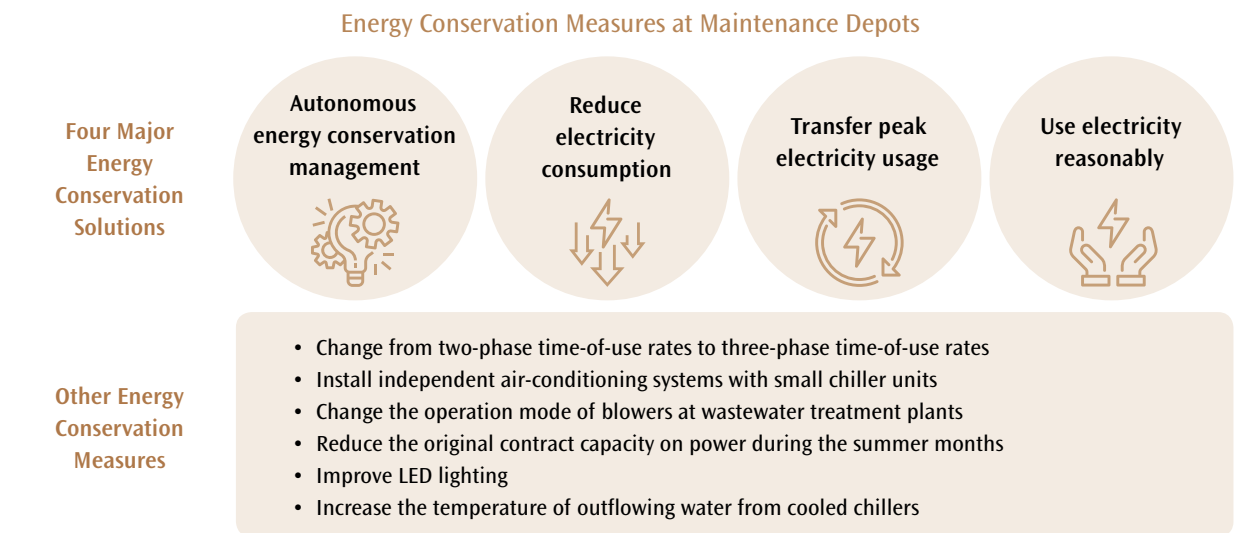 Energy Conservation Measures at Maintenance Depots
Four Major
Energy
Conservation
Solutions
Autonomous
energy conservation
management
Reduce
electricity
consumption
Transfer peak
electricity usage
Use electricity
reasonably
Other Energy
Conservation
Measures
• Change from two-phase time-of-use rates to three-phase time-of-use rates
• Install independent air-conditioning systems with small chiller units
• Change the operation mode of blowers at wastewater treatment plants
• Reduce the original contract capacity on power during the summer months
• Improve LED lighting
• Increase the temperature of outflowing water from cooled chillers